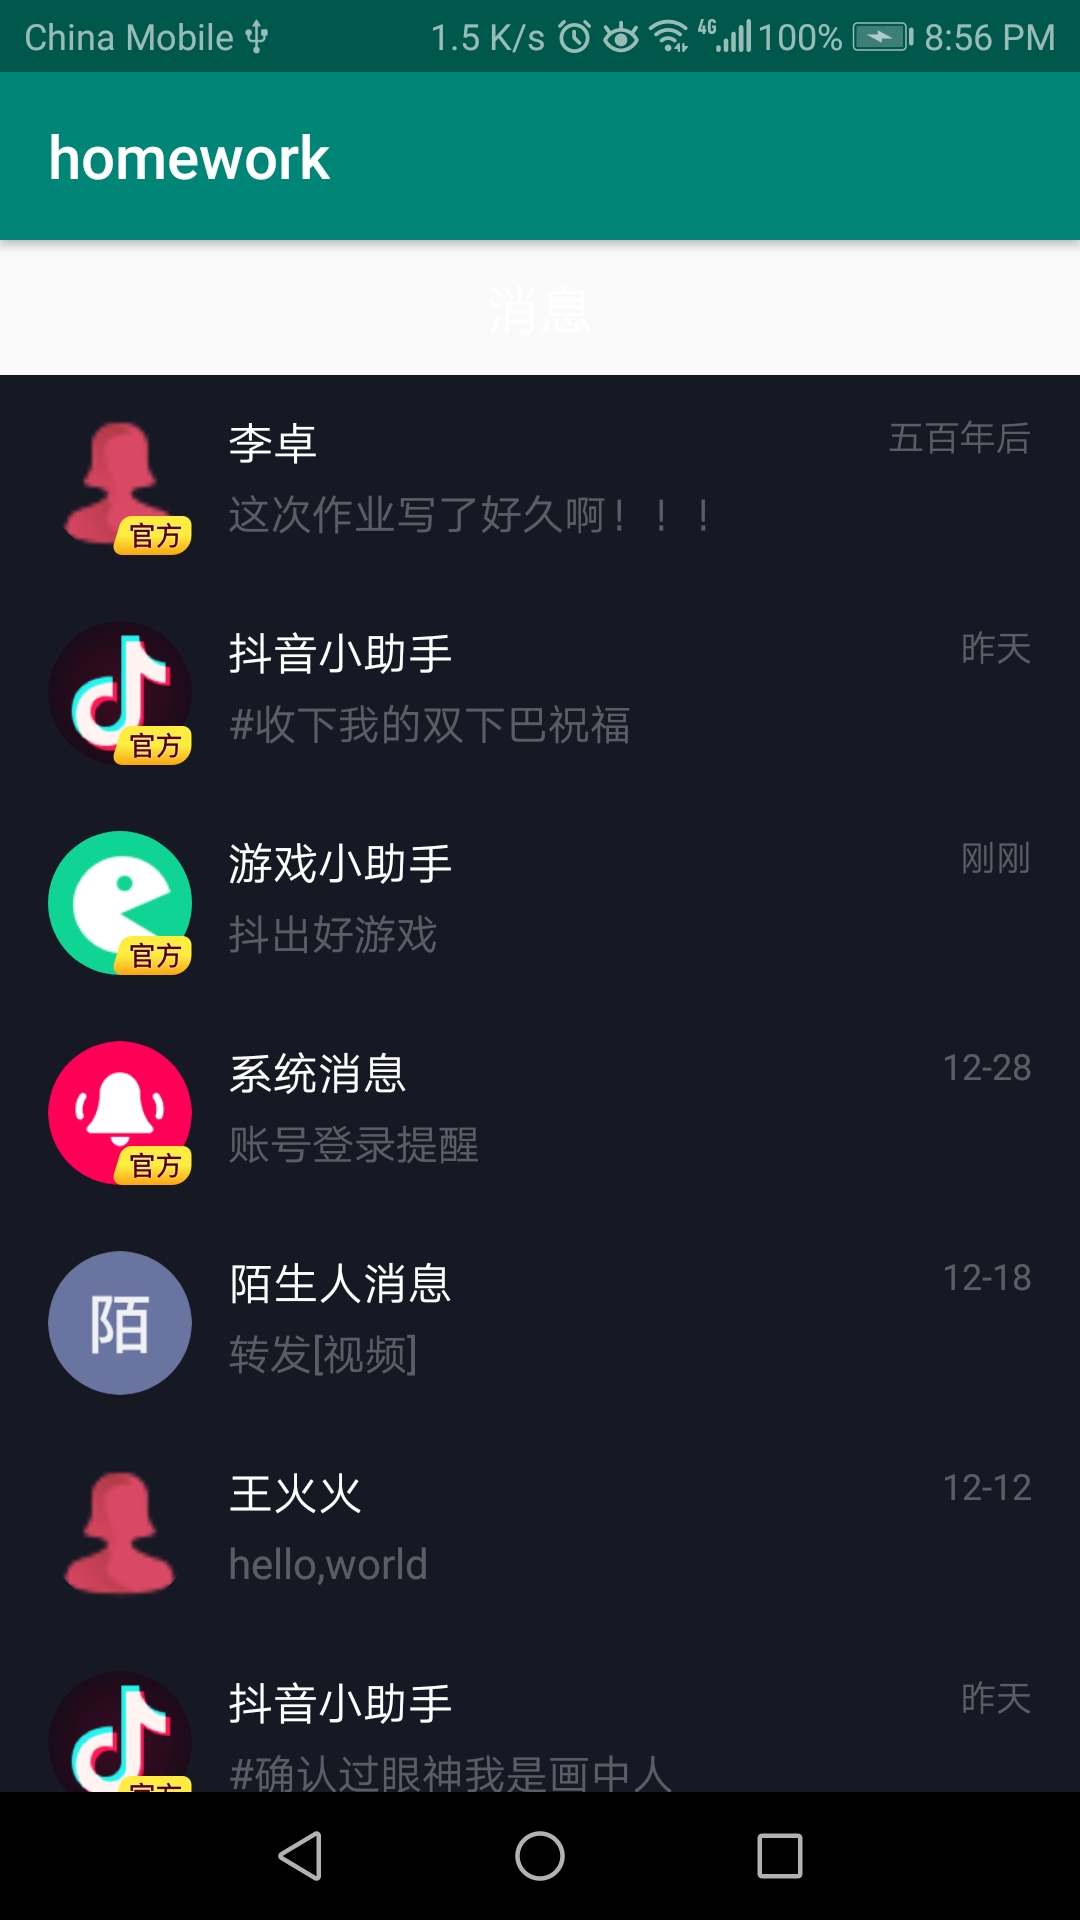 China Mobile 1.5 K/s 4G 100% 8:56 PM
homework
消息
李卓 五百年后
这次作业写了好久啊！！！
官方
抖音小助手 昨天
#收下我的双下巴祝福
官方
游戏小助手 刚刚
抖出好游戏
官方
系统消息 12-28
账号登录提醒
官方
陌生人消息 12-18
陌
转发[视频]
王火火 12-12
hello,world
抖音小助手 昨天
#确认过眼神我是画中人
官方